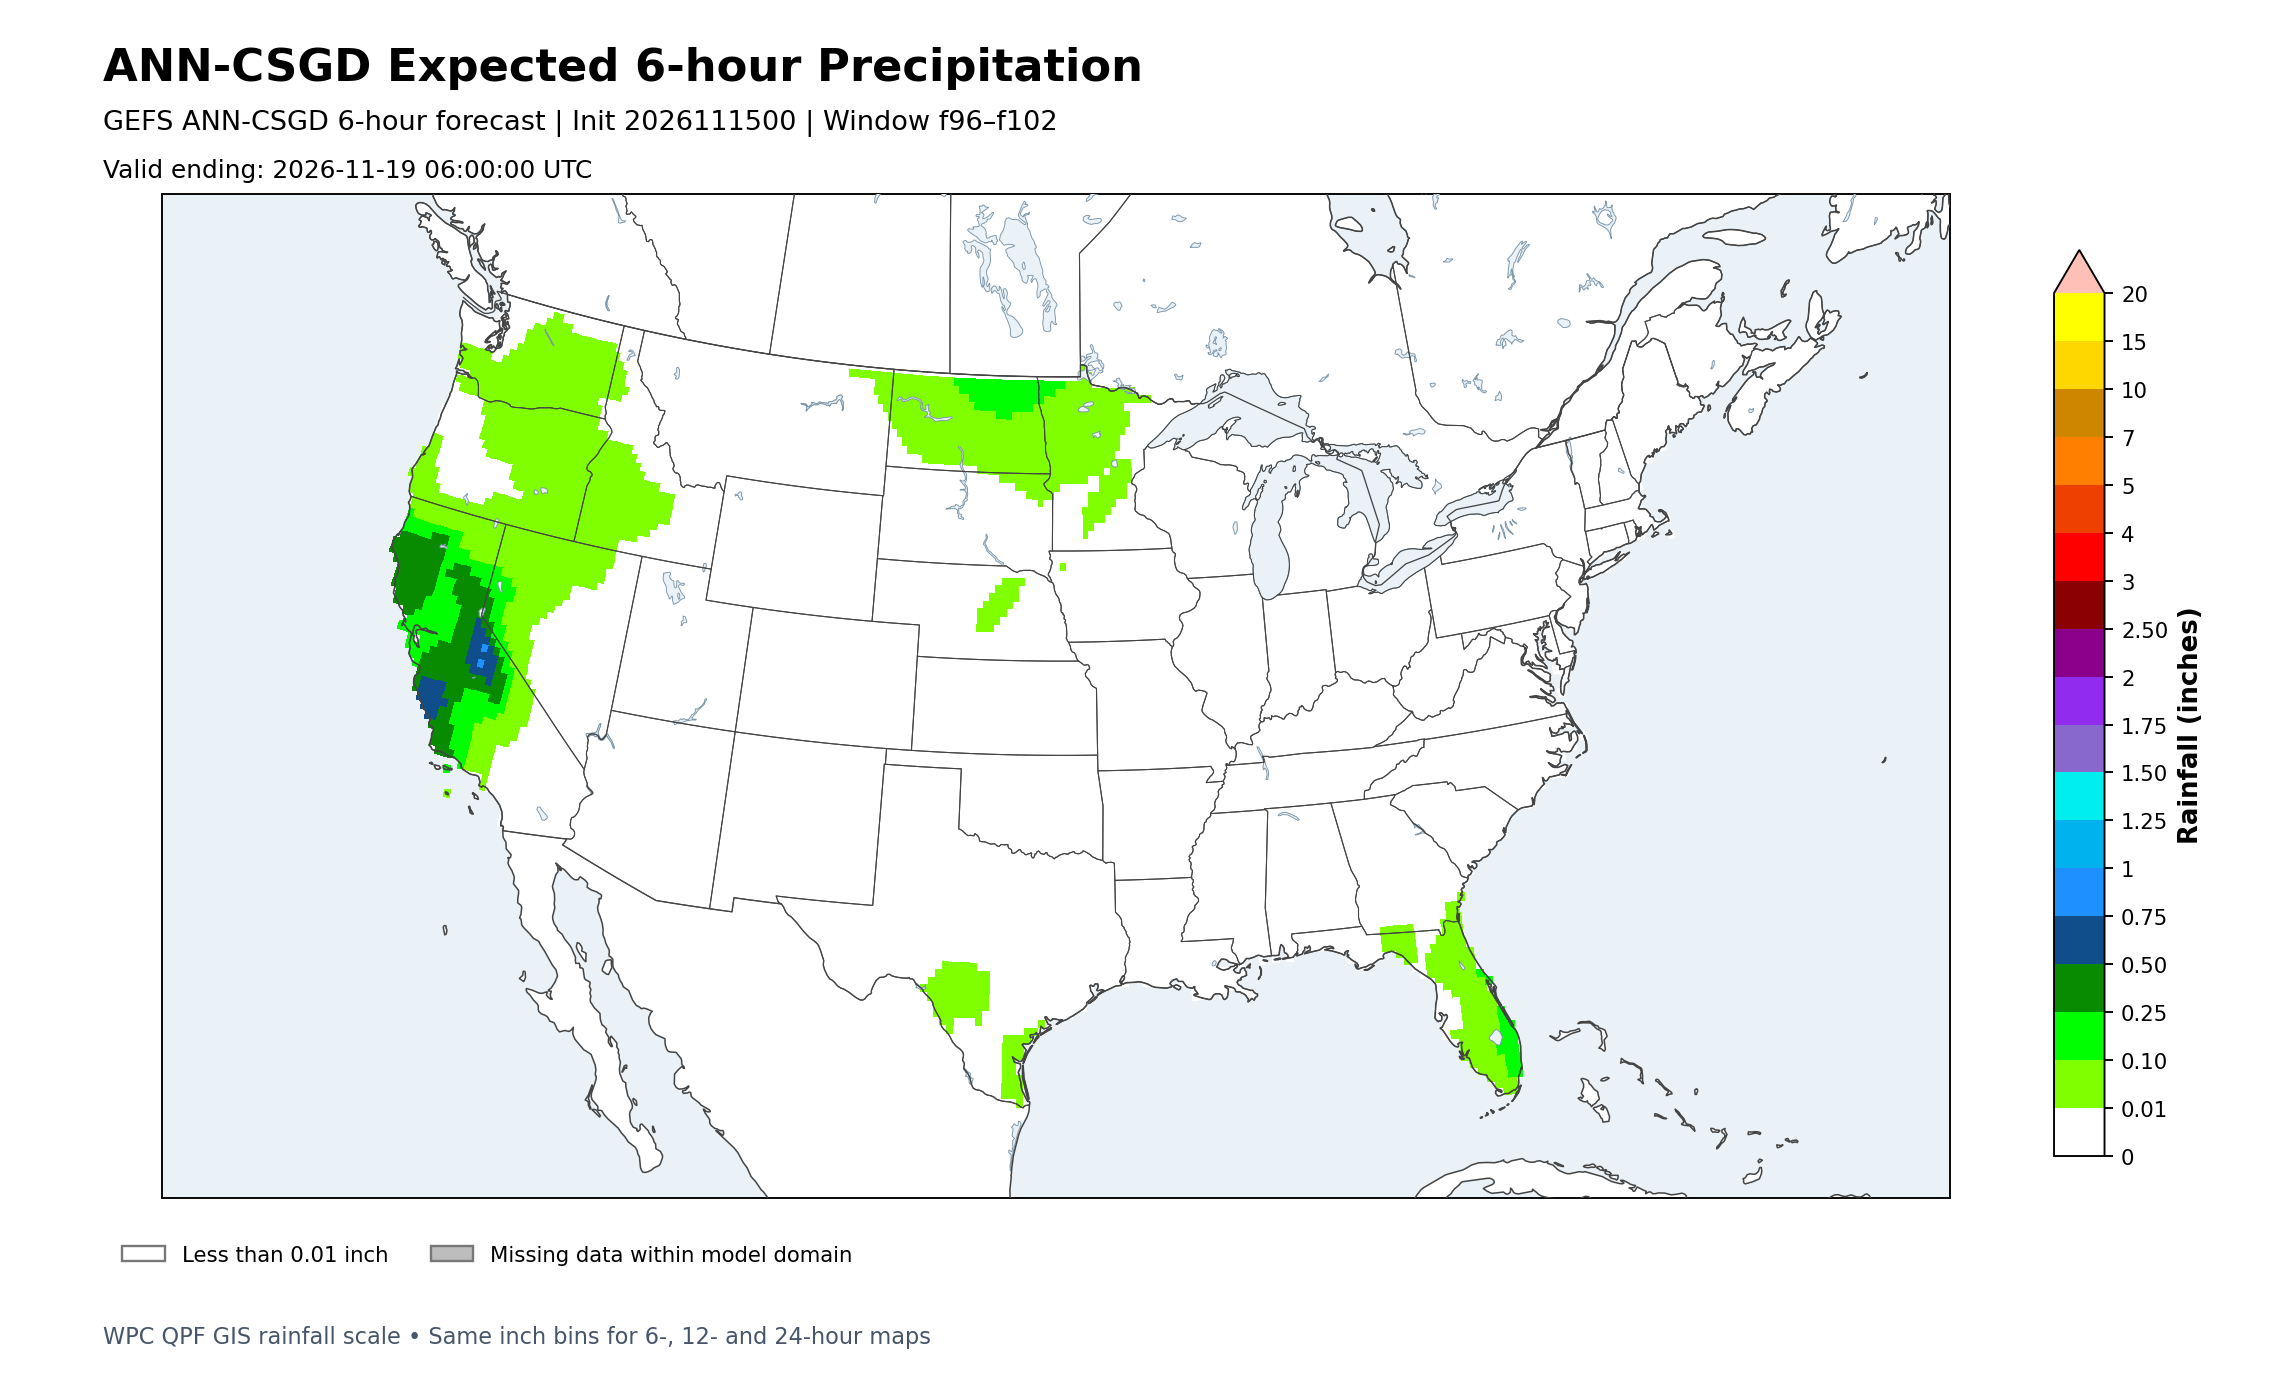 ANN-CSGD Expected 6-hour Precipitation
GEFS ANN-CSGD 6-hour forecast | Init 2026111500 | Window f96–f102
Valid ending: 2026-11-19 06:00:00 UTC
20
15
10
7
5
4
3
2.50
2
1.75
1.50
1.25
1
0.75
0.50
0.25
0.10
0.01
0
Rainfall (inches)
Less than 0.01 inch
Missing data within model domain
WPC QPF GIS rainfall scale • Same inch bins for 6-, 12- and 24-hour maps